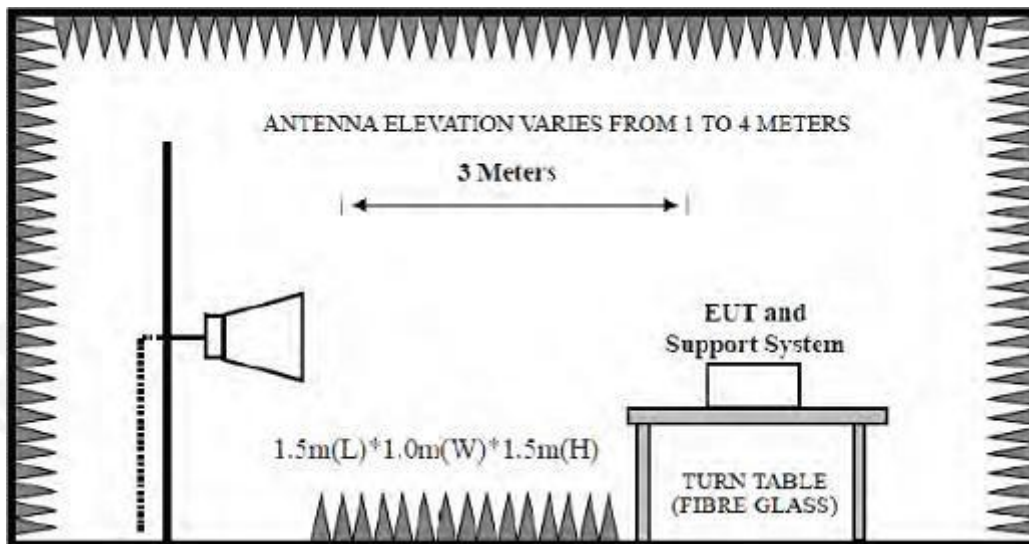 ANTENNA ELEVATION VARIES FROM 1 TO 4 METERS
3 Meters
EUT and
Support System
1.5m(L)*1.0m(W)*1.5m(H)
TURN TABLE
(FIBRE GLASS)